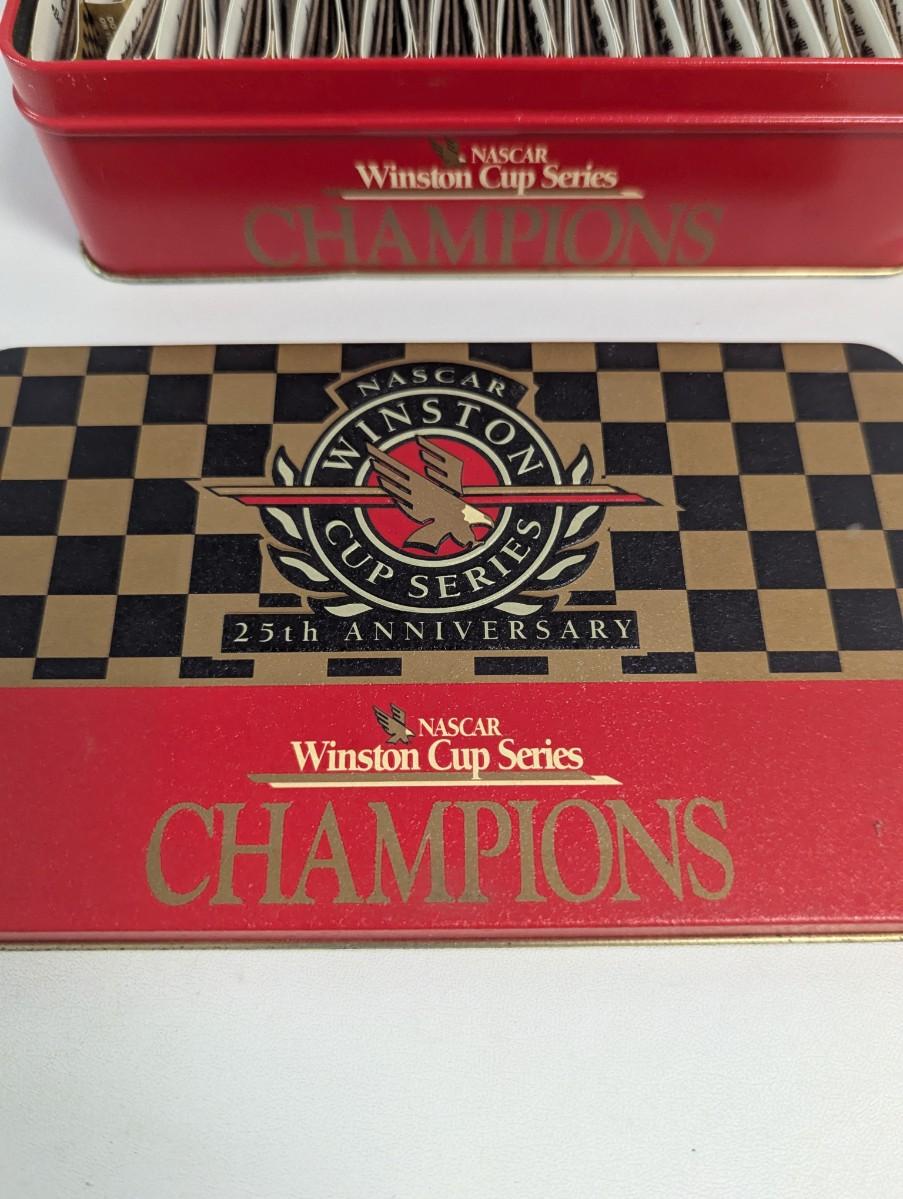 NASCAR
Winston Cup Series
CHAMPIONS
NASCAR
WINSTON
CUP SERIES
25th ANNIVERSARY
NASCAR
Winston Cup Series
CHAMPIONS